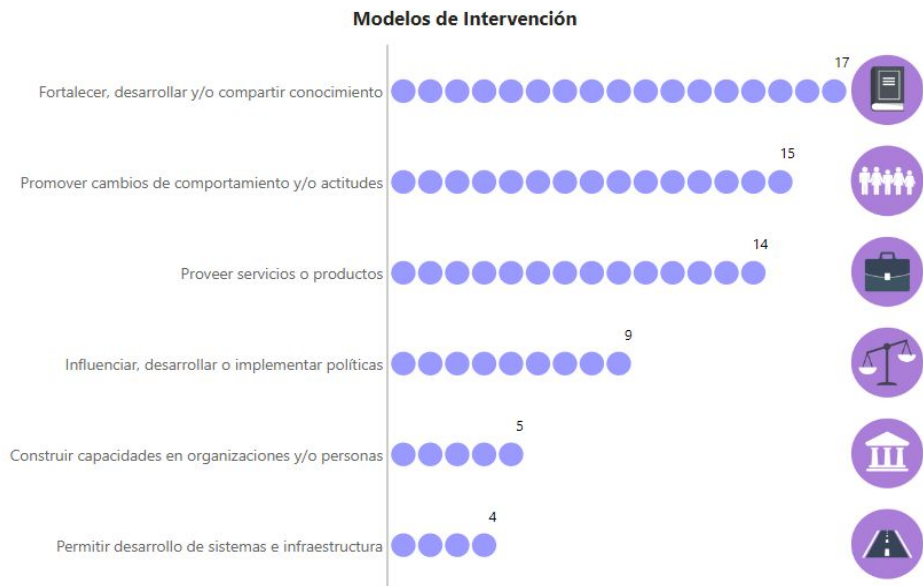 Modelos de Intervención
17
Fortalecer, desarrollar y/o compartir conocimiento
15
Promover cambios de comportamiento y/o actitudes
14
Proveer servicios o productos
9
Influenciar, desarrollar o implementar políticas
5
Construir capacidades en organizaciones y/o personas
4
Permitir desarrollo de sistemas e infraestructura